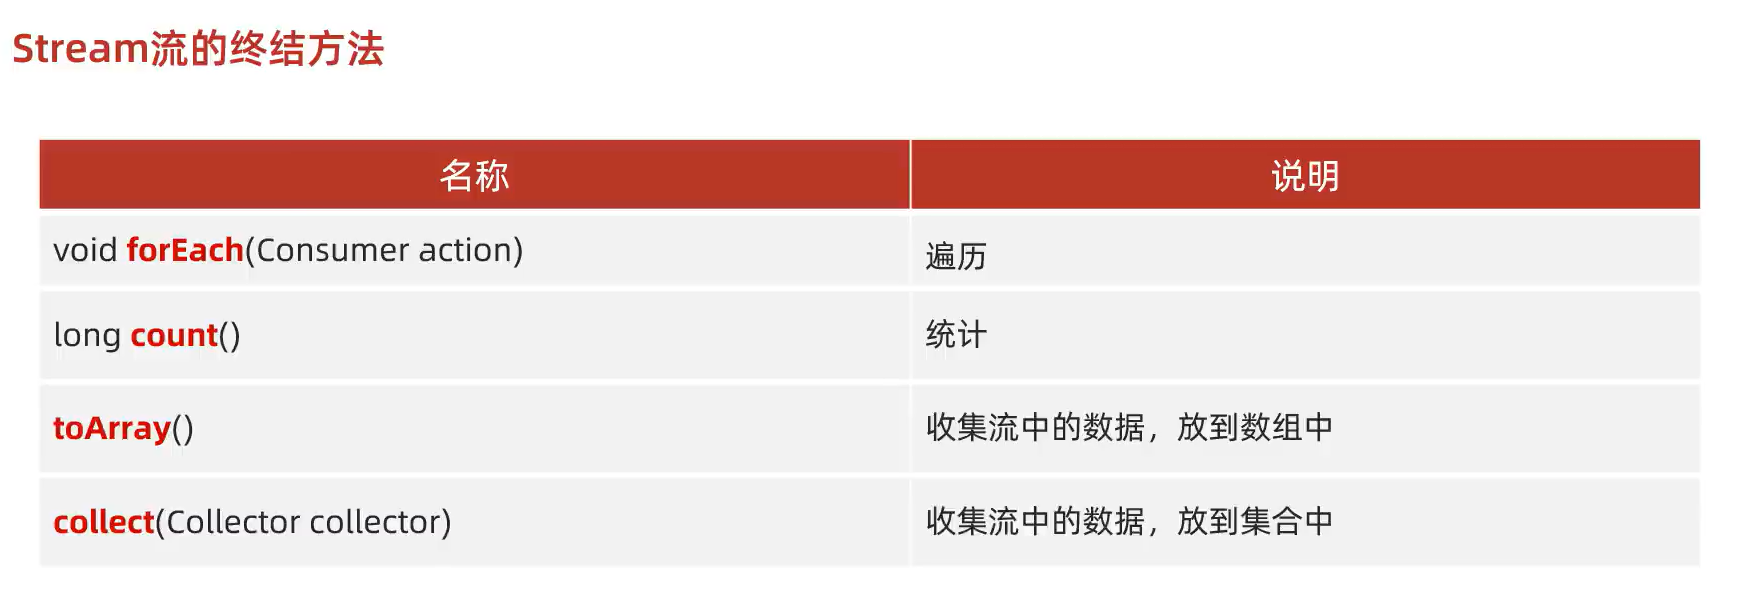 Stream流的终结方法
名称 说明
void forEach(Consumer action) 遍历
long count() 统计
toArray() 收集流中的数据，放到数组中
collect(Collector collector) 收集流中的数据，放到集合中